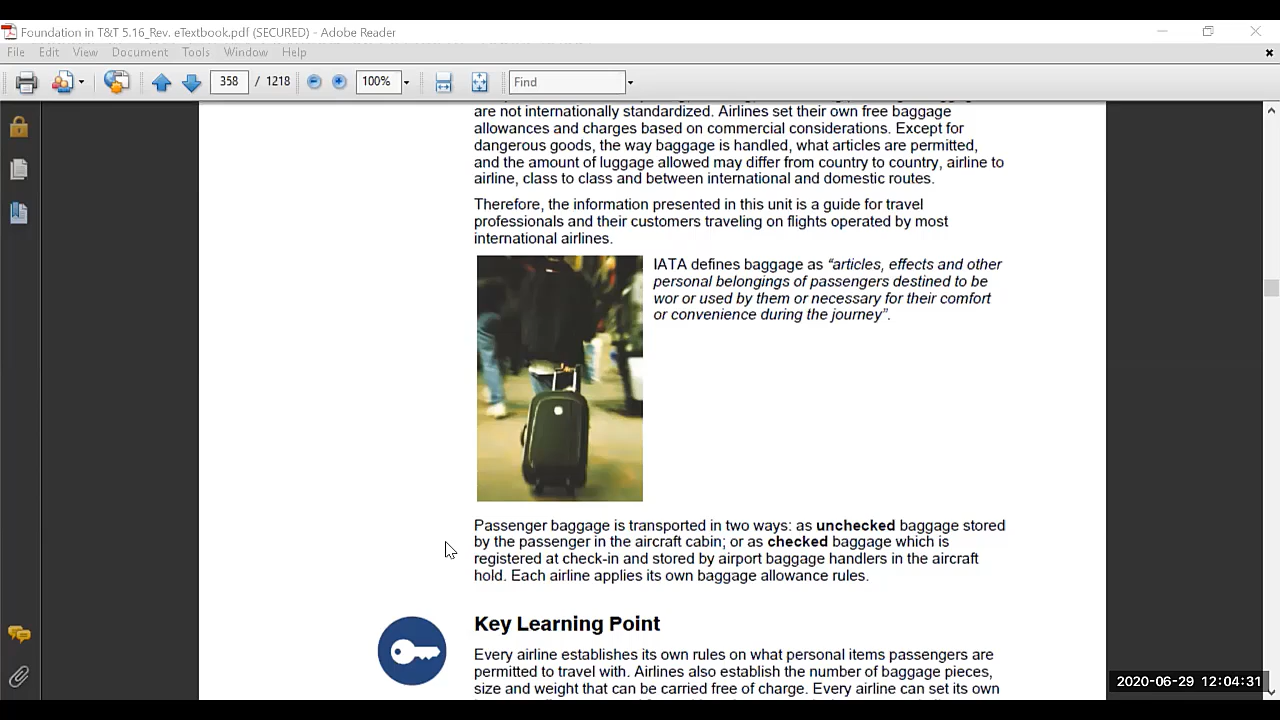 Foundation in T&T 5.16_Rev. eTextbook.pdf (SECURED) - Adobe Reader
File Edit View Document Tools Window Help
358 / 1218 100% Find
are not internationally standardized. Airlines set their own free baggage
allowances and charges based on commercial considerations. Except for
dangerous goods, the way baggage is handled, what articles are permitted,
and the amount of luggage allowed may differ from country to country, airline to
airline, class to class and between international and domestic routes.
Therefore, the information presented in this unit is a guide for travel
professionals and their customers traveling on flights operated by most
international airlines.
IATA defines baggage as “articles, effects and other
personal belongings of passengers destined to be
wor or used by them or necessary for their comfort
or convenience during the journey”.
Passenger baggage is transported in two ways: as unchecked baggage stored
by the passenger in the aircraft cabin; or as checked baggage which is
registered at check-in and stored by airport baggage handlers in the aircraft
hold. Each airline applies its own baggage allowance rules.
Key Learning Point
Every airline establishes its own rules on what personal items passengers are
permitted to travel with. Airlines also establish the number of baggage pieces,
size and weight that can be carried free of charge. Every airline can set its own
2020-06-29 12:04:31